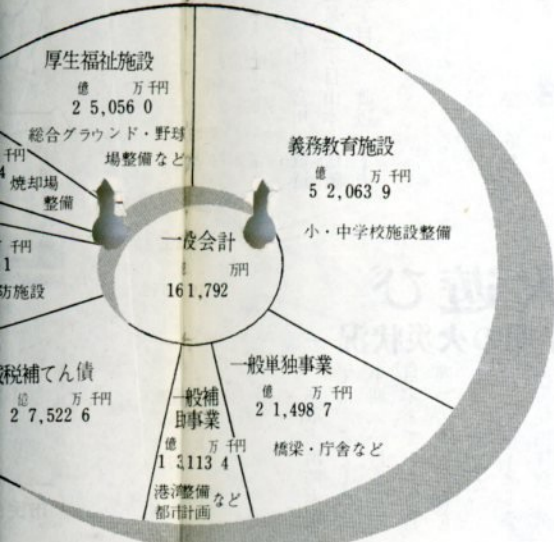 厚生福祉施設
億 万 千円
2 5,056 0
総合グラウンド・野球
場整備など
千円
4
焼却場
整備
千円
1
防施設
義務教育施設
億 万 千円
5 2,063 9
小・中学校施設整備
一般会計
万円
161,792
税補てん債
億 万 千円
2 7,522 6
一般補
助事業
億 万 千円
1 3,113 4
港湾整備
都市計画
など
一般単独事業
億 万 千円
2 1,498 7
橋梁・庁舎など